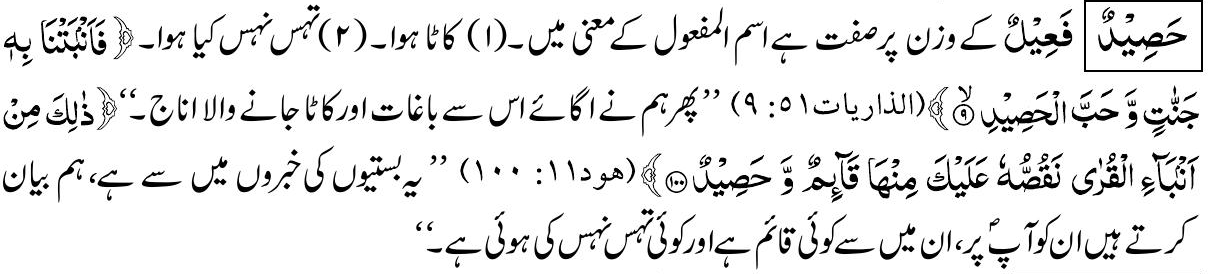 حَصِیْدٌ فَعِیْلٌ کے وزن پر صفت ہے اسم المفعول کے معنی میں۔ (۱) کاٹا ہوا۔ (۲) تہس نہس کیا ہوا۔ ﴿فَاَنْۢبَتْنَا بِهٖ
جَنّٰتٍ وَّ حَبَّ الْحَصِیْدِ ۙ﴿۹﴾﴾ (الذاریات ۵۱: ۹) ’’پھر ہم نے اگائے اس سے باغات اور کاٹا جانے والا اناج۔‘‘ ﴿ذٰلِكَ مِنْ
اَنْۢبَآءِ الْقُرٰی نَقُصُّهٗ عَلَیْكَ مِنْهَا قَآىِٕمٌ وَّ حَصِیْدٌ ﴿۱۰۰﴾﴾ (ھود ۱۱: ۱۰۰) ’’یہ بستیوں کی خبروں میں سے ہے، ہم بیان
کرتے ہیں ان کو آپؐ پر، ان میں سے کوئی قائم ہے اور کوئی تہس نہس کی ہوئی ہے۔‘‘